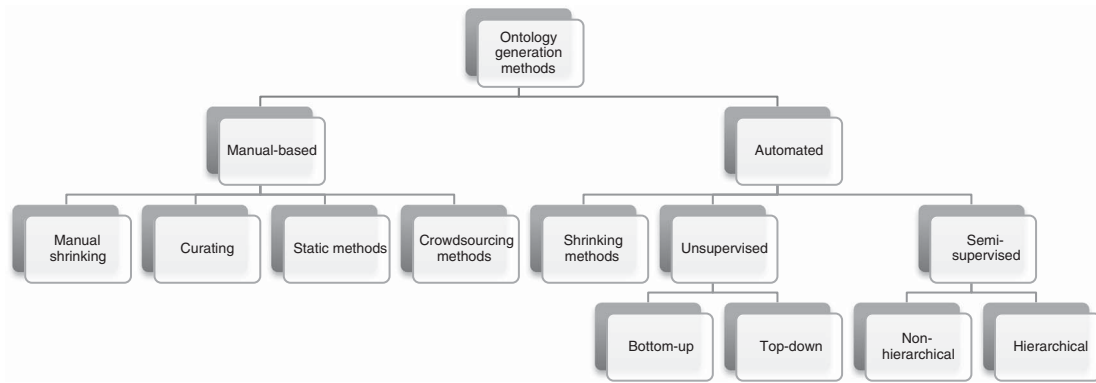 Ontology
generation
methods
Manual-based
Automated
Manual
shrinking
Curating
Static methods
Crowdsourcing
methods
Shrinking
methods
Unsupervised
Semi-
supervised
Bottom-up
Top-down
Non-
hierarchical
Hierarchical